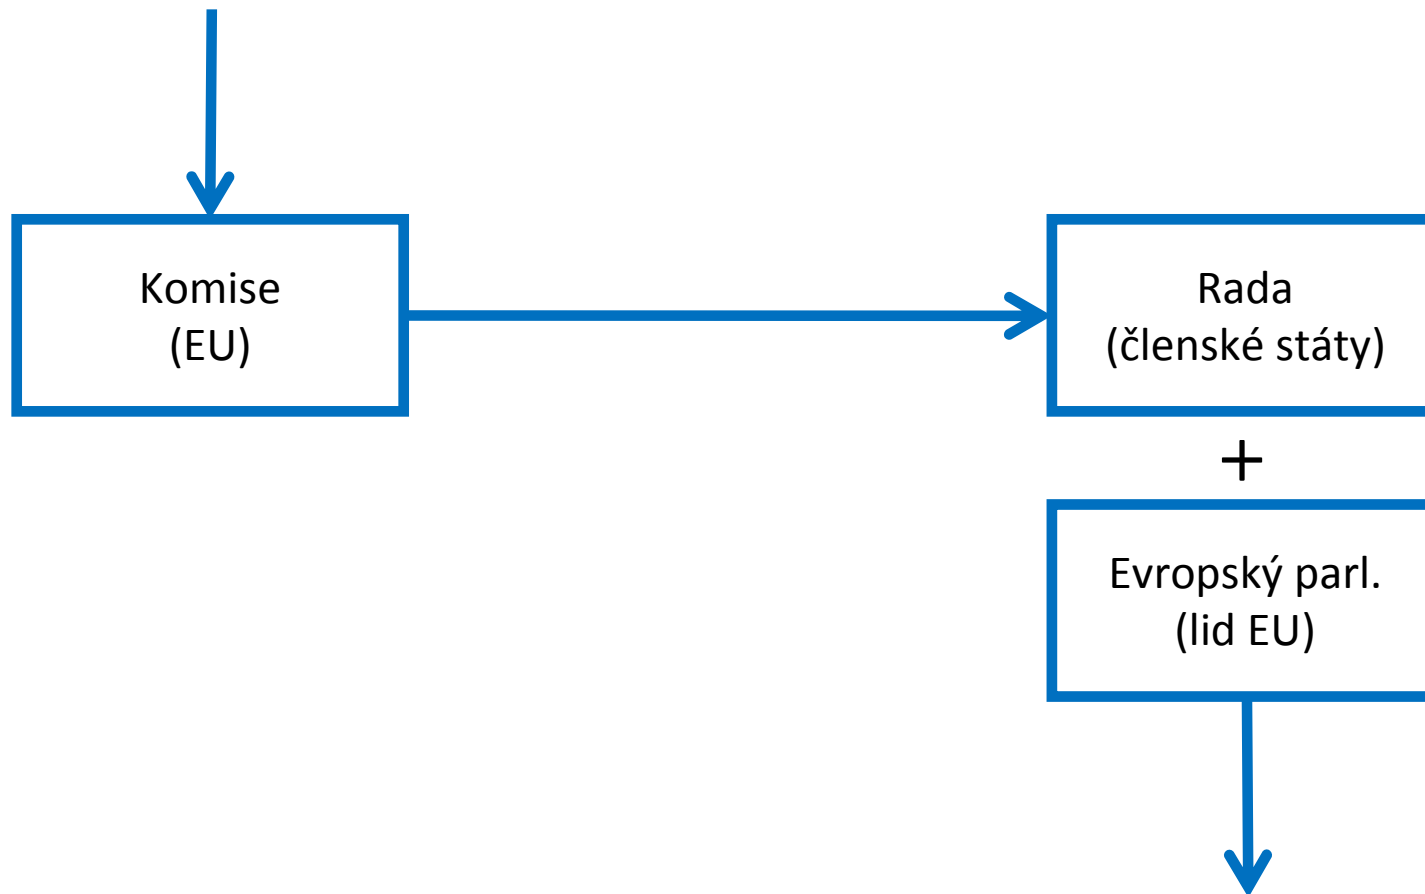 Komise
(EU)
Rada
(členské státy)
+
Evropský parl.
(lid EU)